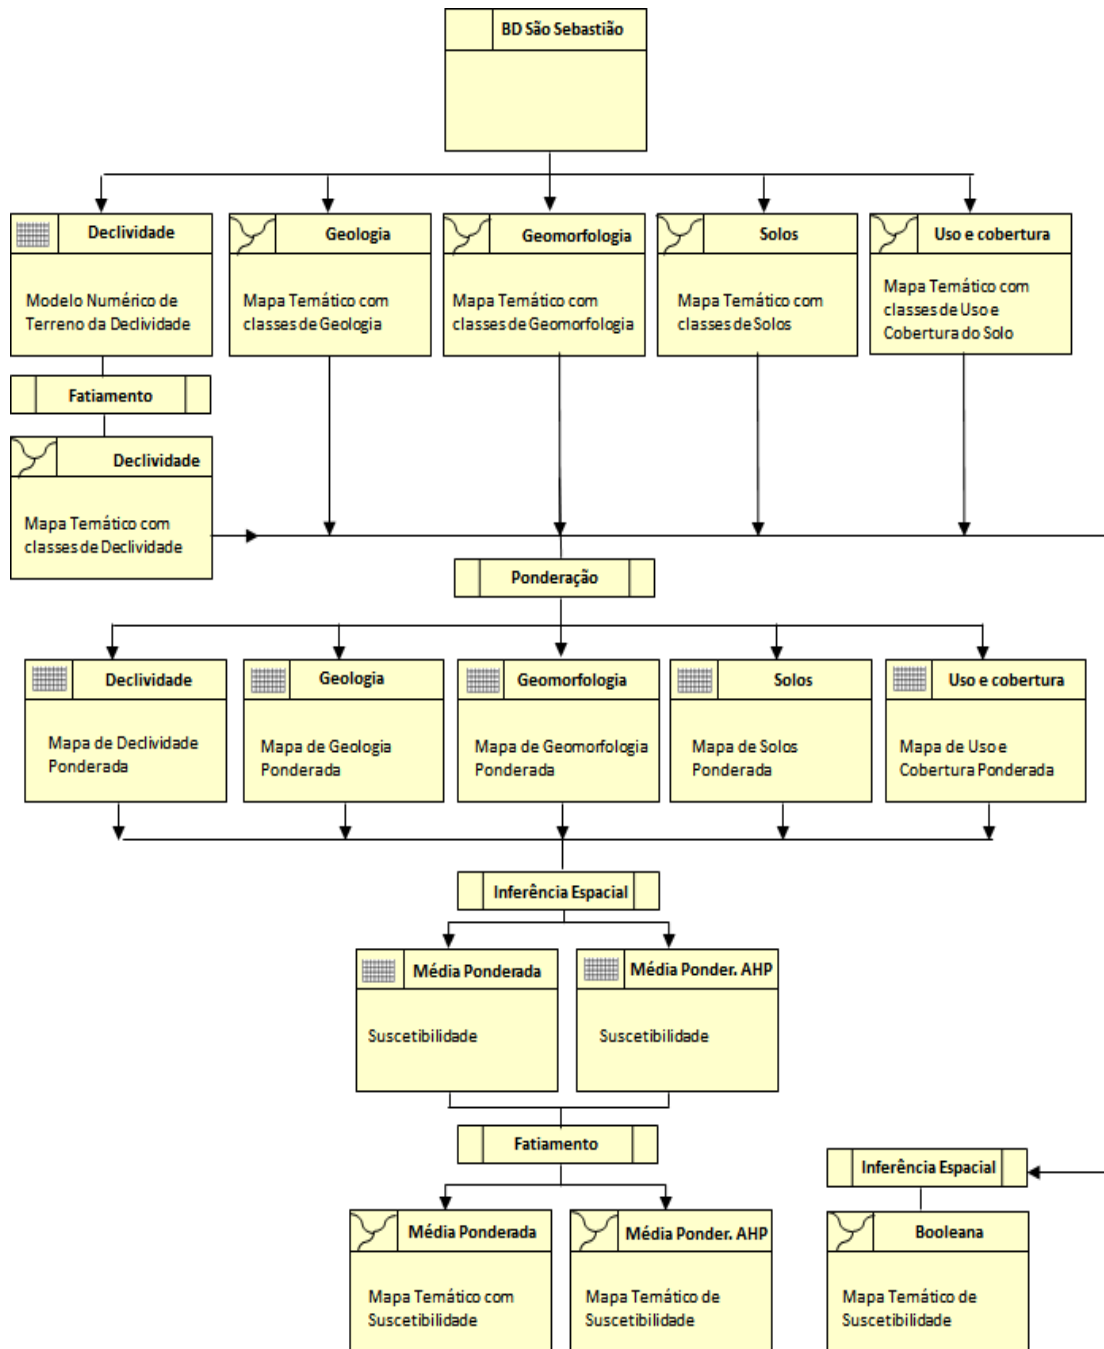 BD São Sebastião
Declividade
Modelo Numérico de
Terreno da Declividade
Geologia
Mapa Temático com
classes de Geologia
Geomorfologia
Mapa Temático com
classes de Geomorfologia
Solos
Mapa Temático com
classes de Solos
Uso e cobertura
Mapa Temático com
classes de Uso e
Cobertura do Solo
Fatiamento
Declividade
Mapa Temático com
classes de Declividade
Ponderação
Declividade
Mapa de Declividade
Ponderada
Geologia
Mapa de Geologia
Ponderada
Geomorfologia
Mapa de Geomorfologia
Ponderada
Solos
Mapa de Solos
Ponderada
Uso e cobertura
Mapa de Uso e
Cobertura Ponderada
Inferência Espacial
Média Ponderada
Suscetibilidade
Média Ponder. AHP
Suscetibilidade
Fatiamento
Inferência Espacial
Média Ponderada
Mapa Temático com
Suscetibilidade
Média Ponder. AHP
Mapa Temático de
Suscetibilidade
Booleana
Mapa Temático de
Suscetibilidade